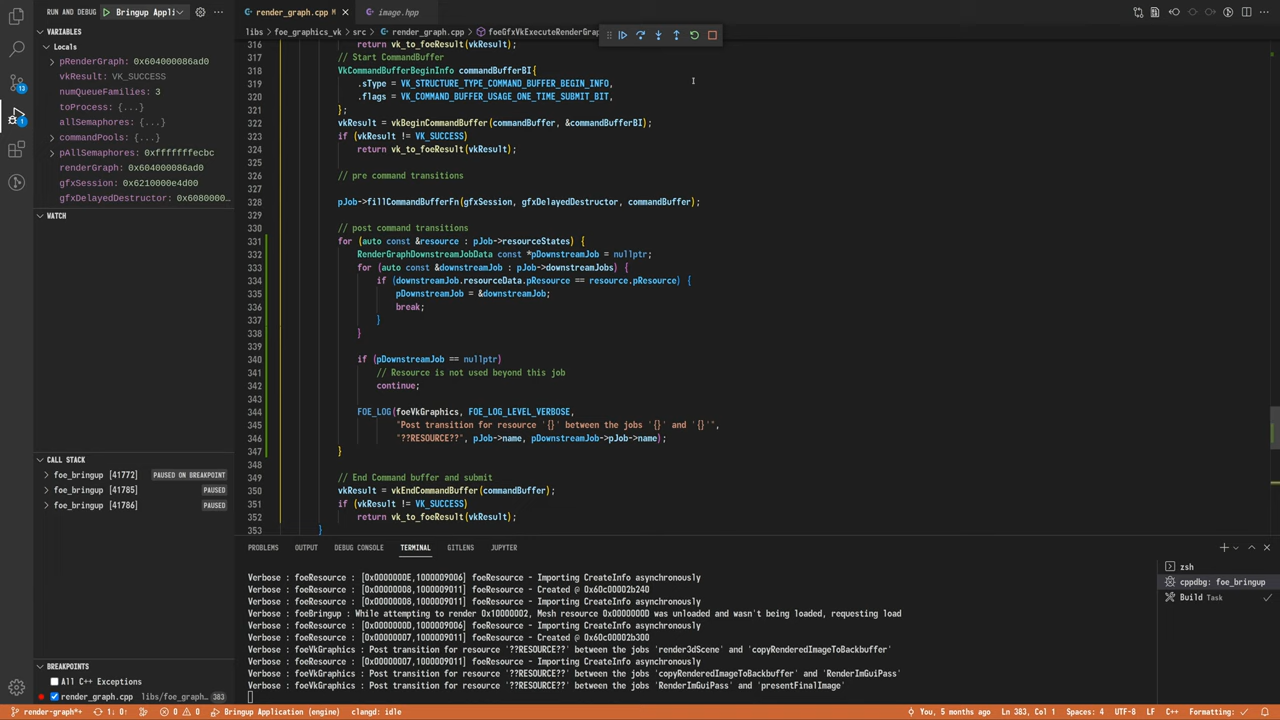 RUN AND DEBUG
Bringup Appli
···
render_graph.cpp M ×
image.hpp
libs > foe_graphics_vk > src > render_graph.cpp > foeGfxVkExecuteRenderGra
VARIABLES
Locals
pRenderGraph: 0x604000086ad0
vkResult: VK_SUCCESS
numQueueFamilies: 3
toProcess: {...}
allSemaphores: {...}
commandPools: {...}
pAllSemaphores: 0xfffffffecbc
renderGraph: 0x604000086ad0
gfxSession: 0x6210000e4d00
gfxDelayedDestructor: 0x6080000...
WATCH
CALL STACK
foe_bringup [41772] PAUSED ON BREAKPOINT
foe_bringup [41785] PAUSED
foe_bringup [41786] PAUSED
BREAKPOINTS
All C++ Exceptions
render_graph.cpp libs/foe_graph... 383
13
1
316 return vk_to_foeResult(vkResult);
317 // Start CommandBuffer
318 VkCommandBufferBeginInfo commandBufferBI{
319 .sType = VK_STRUCTURE_TYPE_COMMAND_BUFFER_BEGIN_INFO,
320 .flags = VK_COMMAND_BUFFER_USAGE_ONE_TIME_SUBMIT_BIT,
321 };
322 vkResult = vkBeginCommandBuffer(commandBuffer, &commandBufferBI);
323 if (vkResult != VK_SUCCESS)
324 return vk_to_foeResult(vkResult);
325
326 // pre command transitions
327
328 pJob->fillCommandBufferFn(gfxSession, gfxDelayedDestructor, commandBuffer);
329
330 // post command transitions
331 for (auto const &resource : pJob->resourceStates) {
332 RenderGraphDownstreamJobData const *pDownstreamJob = nullptr;
333 for (auto const &downstreamJob : pJob->downstreamJobs) {
334 if (downstreamJob.resourceData.pResource == resource.pResource) {
335 pDownstreamJob = &downstreamJob;
336 break;
337 }
338 }
339
340 if (pDownstreamJob == nullptr)
341 // Resource is not used beyond this job
342 continue;
343
344 FOE_LOG(foeVkGraphics, FOE_LOG_LEVEL_VERBOSE,
345 "Post transition for resource '{}' between the jobs '{}' and '{}'",
346 "??RESOURCE??", pJob->name, pDownstreamJob->pJob->name);
347 }
348
349 // End Command buffer and submit
350 vkResult = vkEndCommandBuffer(commandBuffer);
351 if (vkResult != VK_SUCCESS)
352 return vk_to_foeResult(vkResult);
353 }
PROBLEMS OUTPUT DEBUG CONSOLE TERMINAL GITLENS JUPYTER
Verbose : foeResource : [0x0000000E,1000009006] foeResource - Importing CreateInfo asynchronously
Verbose : foeResource : [0x00000008,1000009011] foeResource - Created @ 0x60c00002b240
Verbose : foeResource : [0x00000008,1000009011] foeResource - Importing CreateInfo asynchronously
Verbose : foeBringup : While attempting to render 0x10000002, Mesh resource 0x0000000D was unloaded and wasn't being loaded, requesting load
Verbose : foeResource : [0x0000000D,1000009006] foeResource - Importing CreateInfo asynchronously
Verbose : foeResource : [0x00000007,1000009011] foeResource - Created @ 0x60c00002b300
Verbose : foeVkGraphics : Post transition for resource '??RESOURCE??' between the jobs 'render3dScene' and 'copyRenderedImageToBackbuffer'
Verbose : foeResource : [0x00000007,1000009011] foeResource - Importing CreateInfo asynchronously
Verbose : foeVkGraphics : Post transition for resource '??RESOURCE??' between the jobs 'copyRenderedImageToBackbuffer' and 'RenderImGuiPass'
Verbose : foeVkGraphics : Post transition for resource '??RESOURCE??' between the jobs 'RenderImGuiPass' and 'presentFinalImage'
zsh
cppdbg: foe_bringup
Build Task
render-graph*+ 1↓ 0↑ 0 0 Bringup Application (engine) clangd: idle You, 5 months ago Ln 383, Col 1 Spaces: 4 UTF-8 LF C++ Formatting: ✓